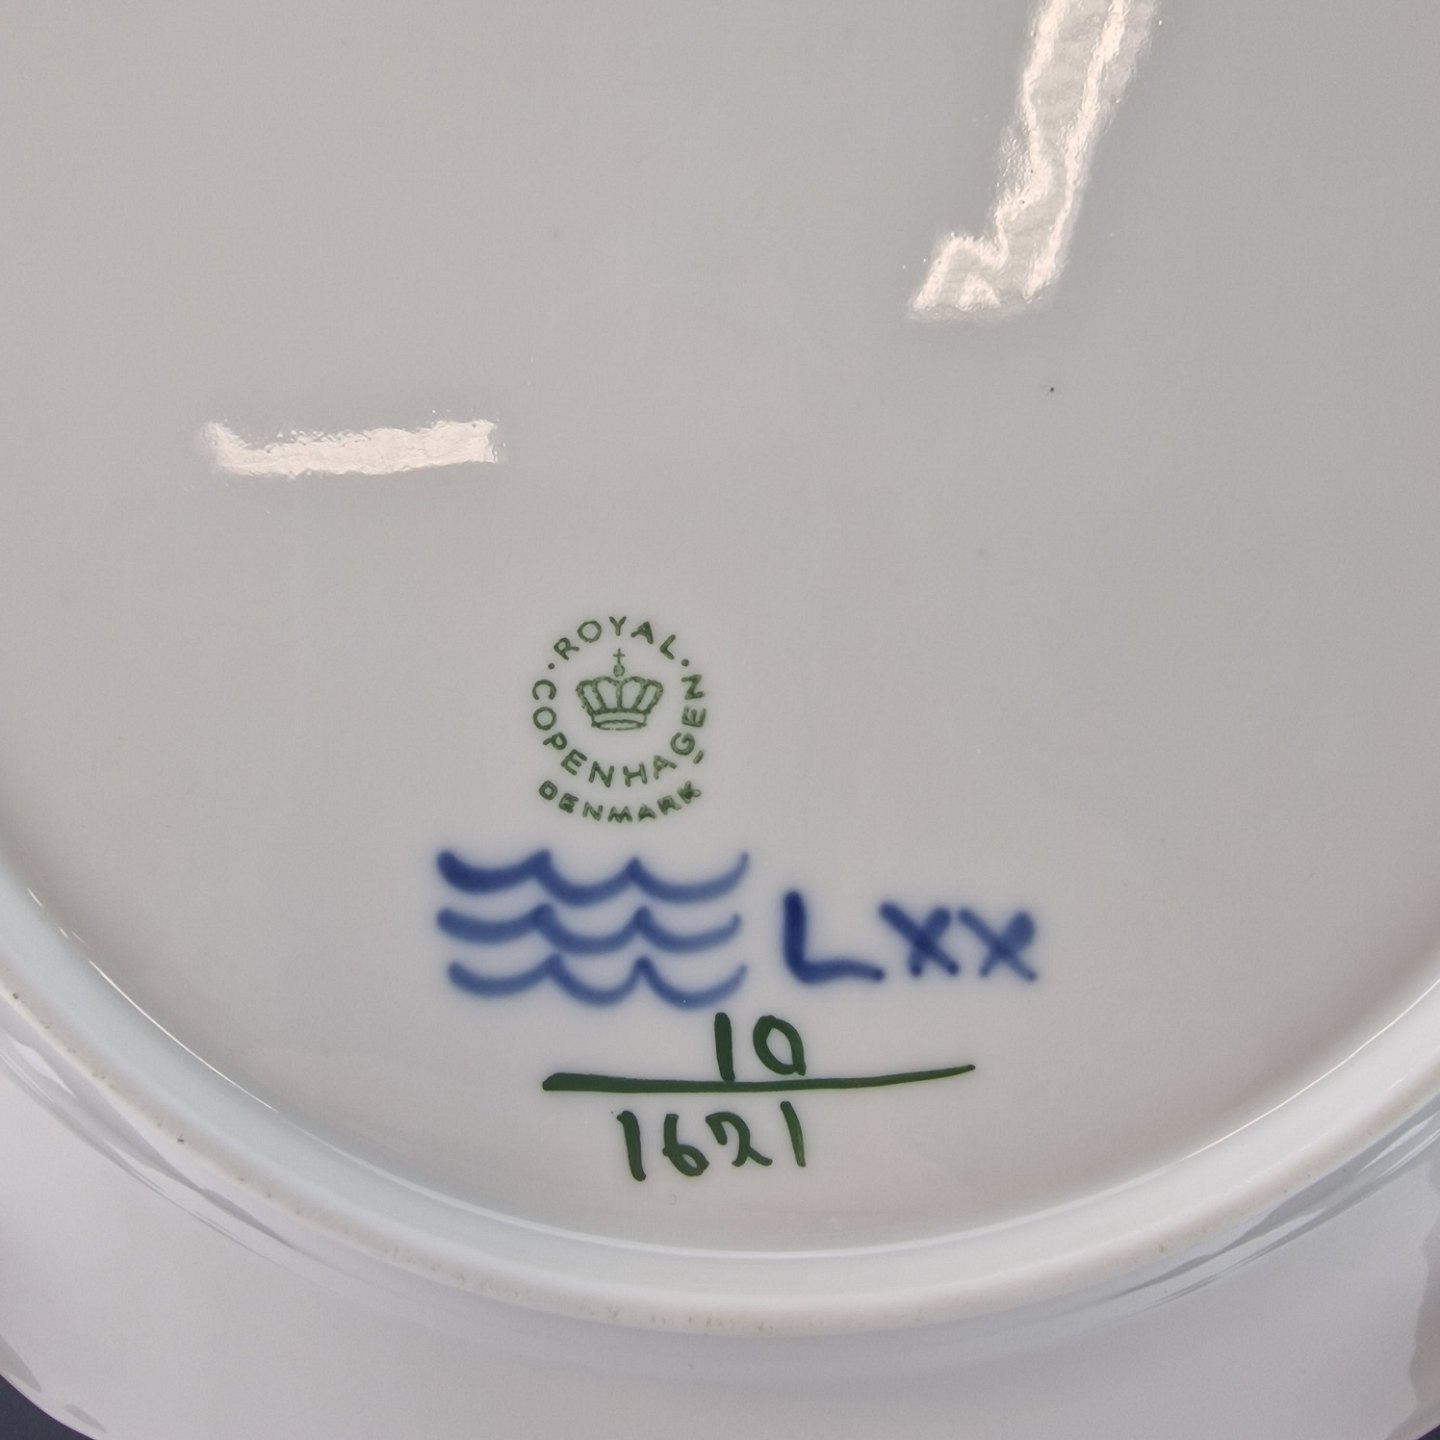 ROYAL
COPENHAGEN
DENMARK
LXX
10
1621